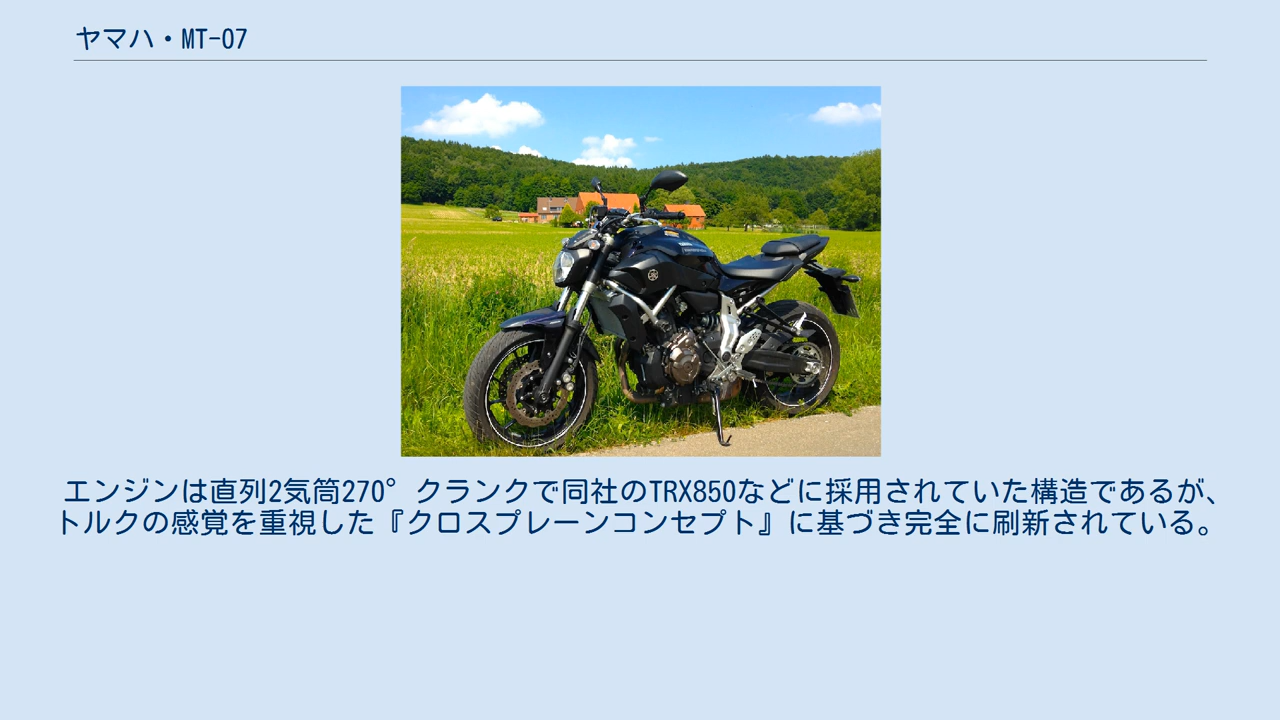 ヤマハ・MT-07
エンジンは直列2気筒270°クランクで同社のTRX850などに採用されていた構造であるが、
トルクの感覚を重視した『クロスプレーンコンセプト』に基づき完全に刷新されている。